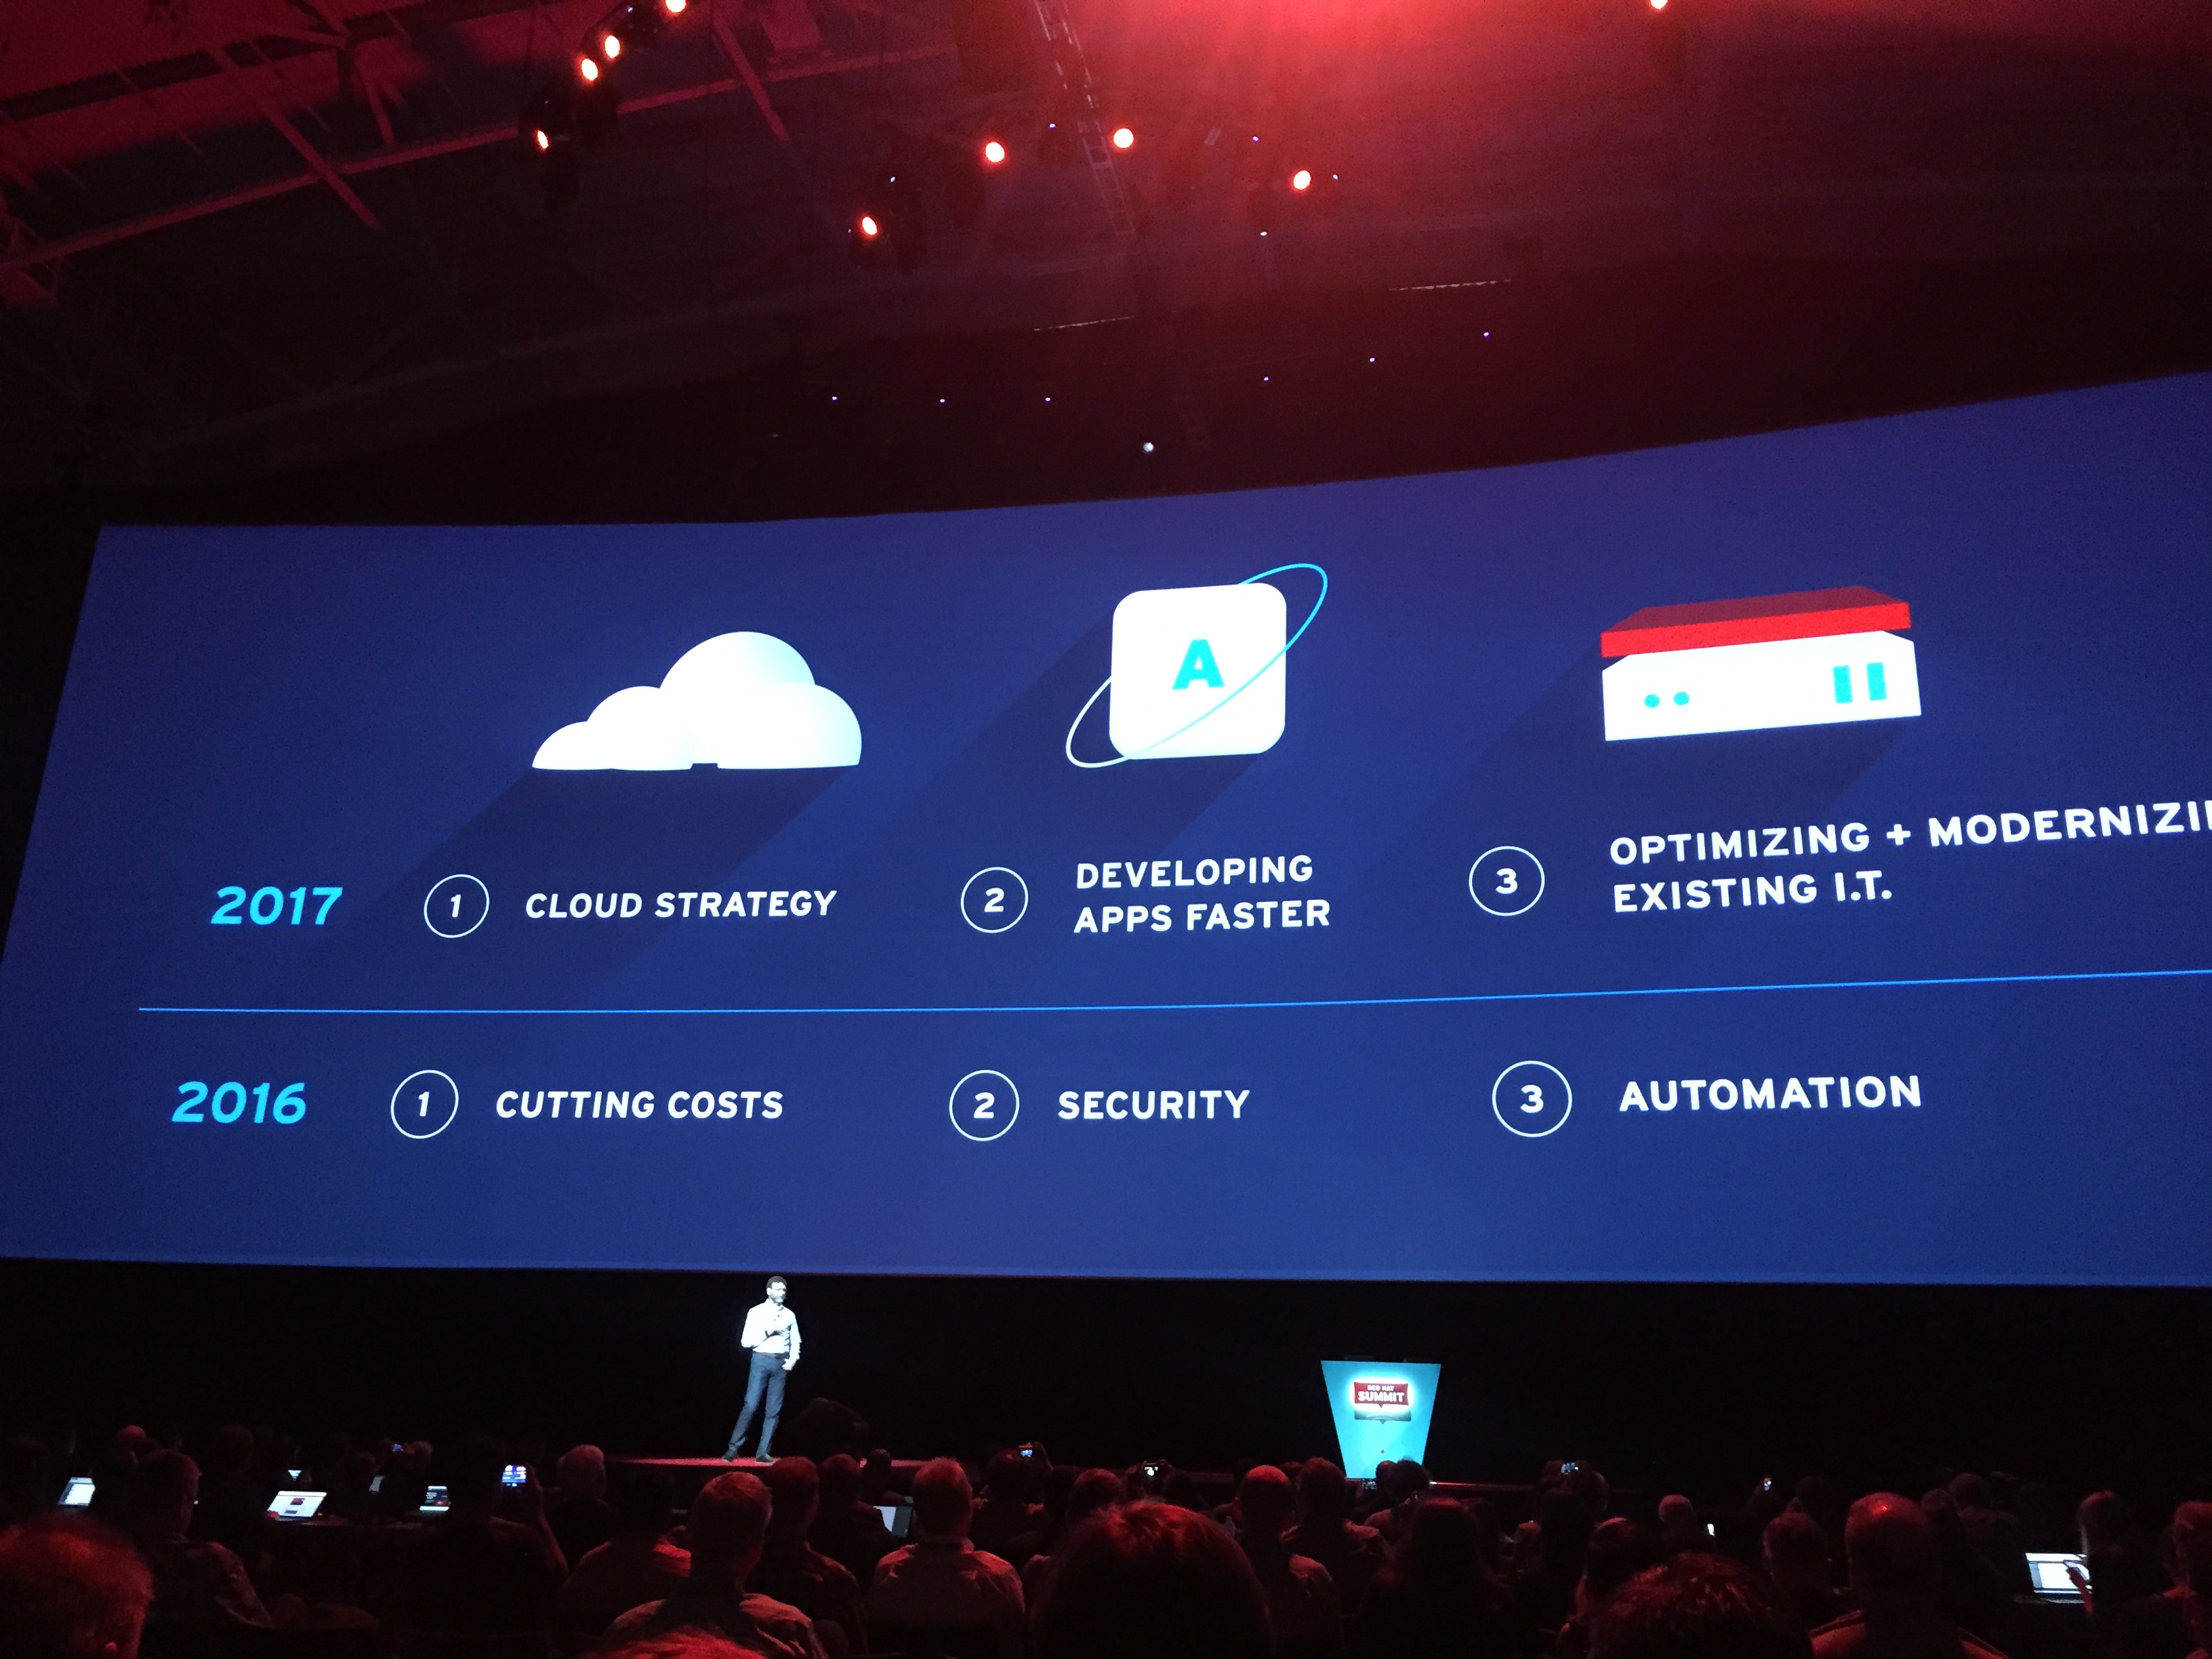 A
2017
1
CLOUD STRATEGY
2
DEVELOPING
APPS FASTER
3
OPTIMIZING + MODERNIZI
EXISTING I.T.
2016
1
CUTTING COSTS
2
SECURITY
3
AUTOMATION
RED HAT
SUMMIT